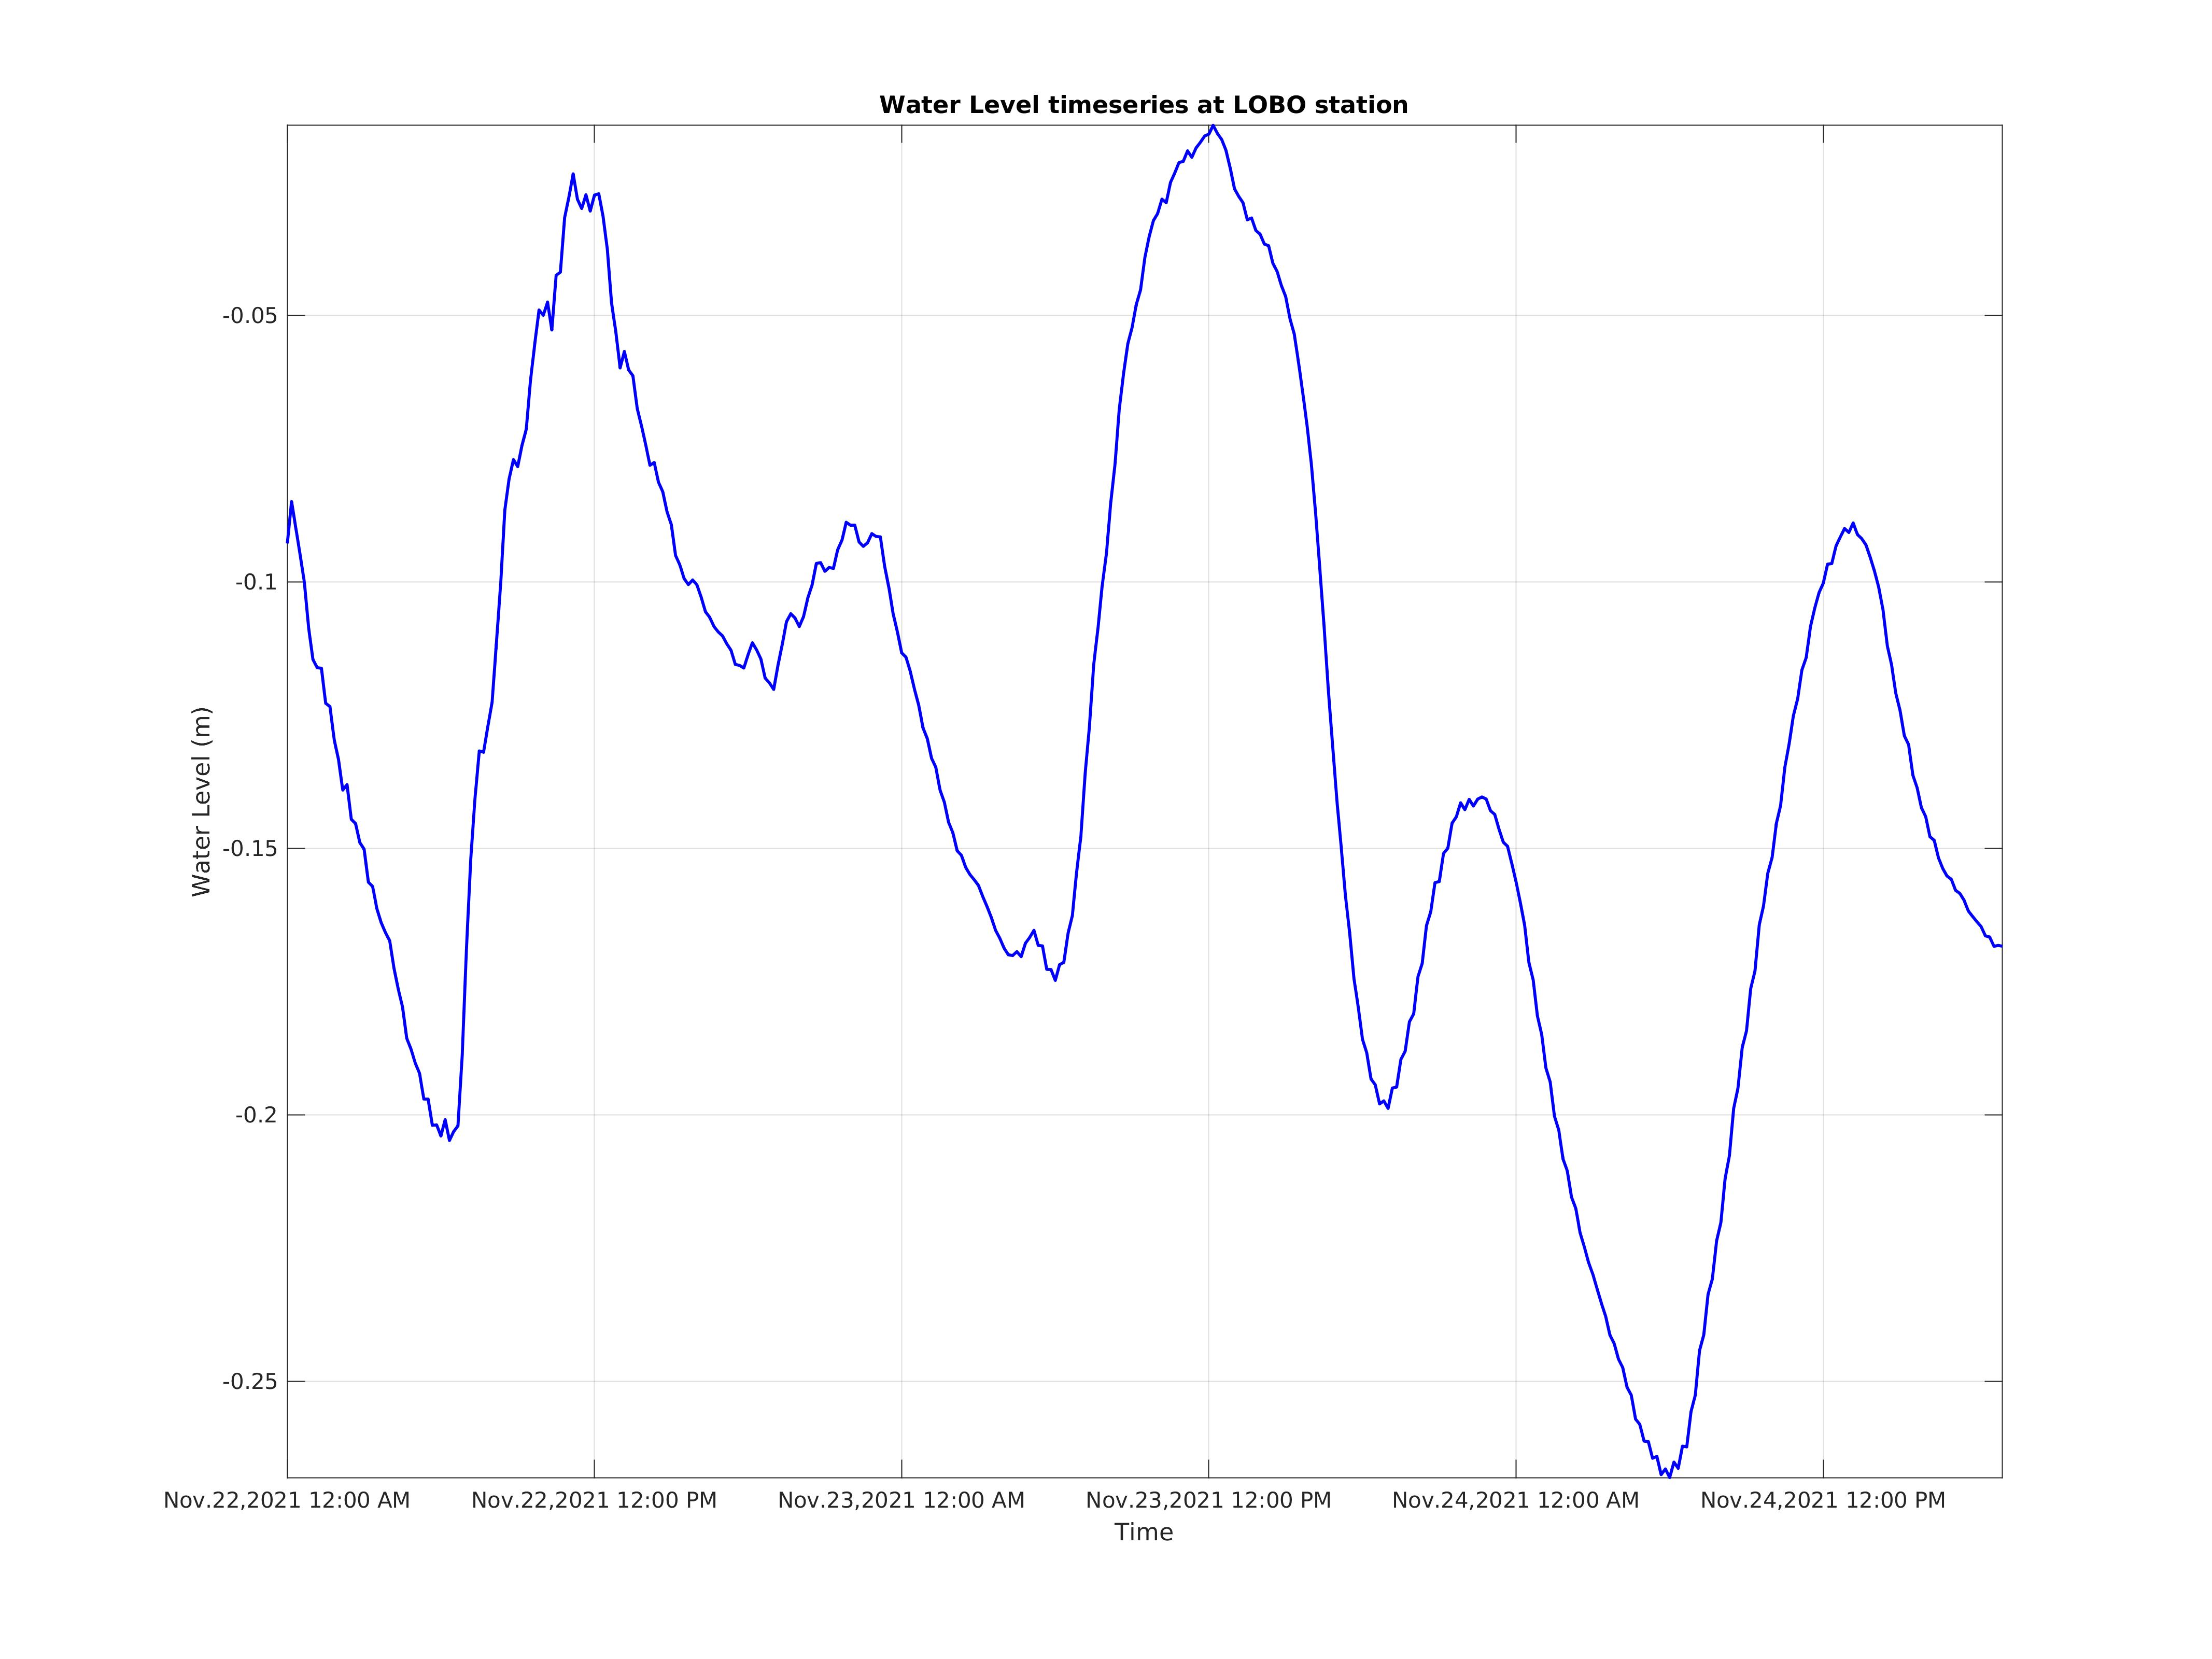 Water Level timeseries at LOBO station
-0.05
-0.1
-0.15
-0.2
-0.25
Water Level (m)
Nov.22,2021 12:00 AM
Nov.22,2021 12:00 PM
Nov.23,2021 12:00 AM
Nov.23,2021 12:00 PM
Nov.24,2021 12:00 AM
Nov.24,2021 12:00 PM
Time